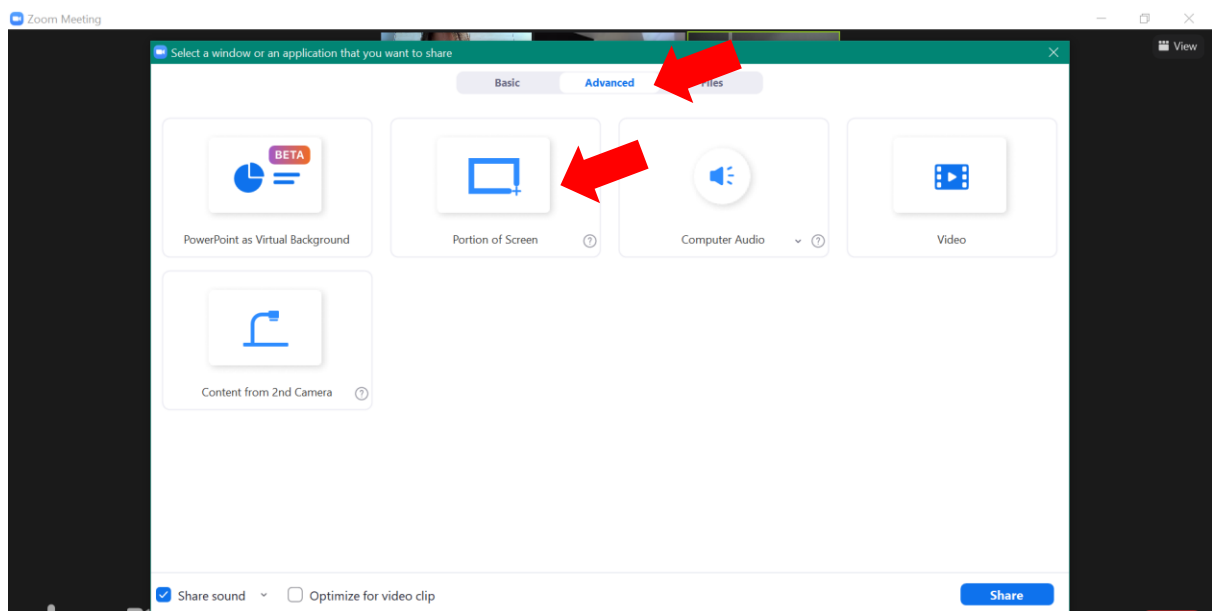 Zoom Meeting
View
Select a window or an application that you want to share
Basic Advanced Files
BETA
PowerPoint as Virtual Background
Portion of Screen ?
Computer Audio ?
Video
Content from 2nd Camera ?
Share sound Optimize for video clip Share